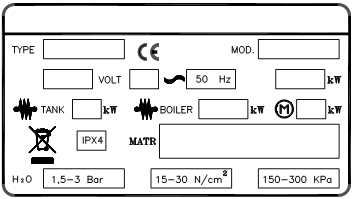 TYPE CE MOD.
VOLT 50 Hz kW
TANK kW BOILER kW M kW
IPX4 MATR
H₂O 1,5-3 Bar 15-30 N/cm² 150-300 KPa